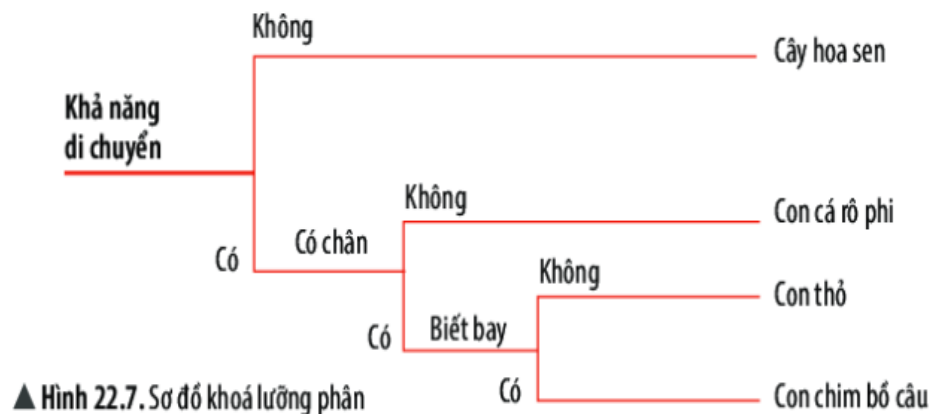 Không
Cây hoa sen
Khả năng
di chuyển
Không
Con cá rô phi
Có
Có chân
Không
Con thỏ
Có
Biết bay
Có
Con chim bồ câu
▲ Hình 22.7. Sơ đồ khoá lưỡng phân